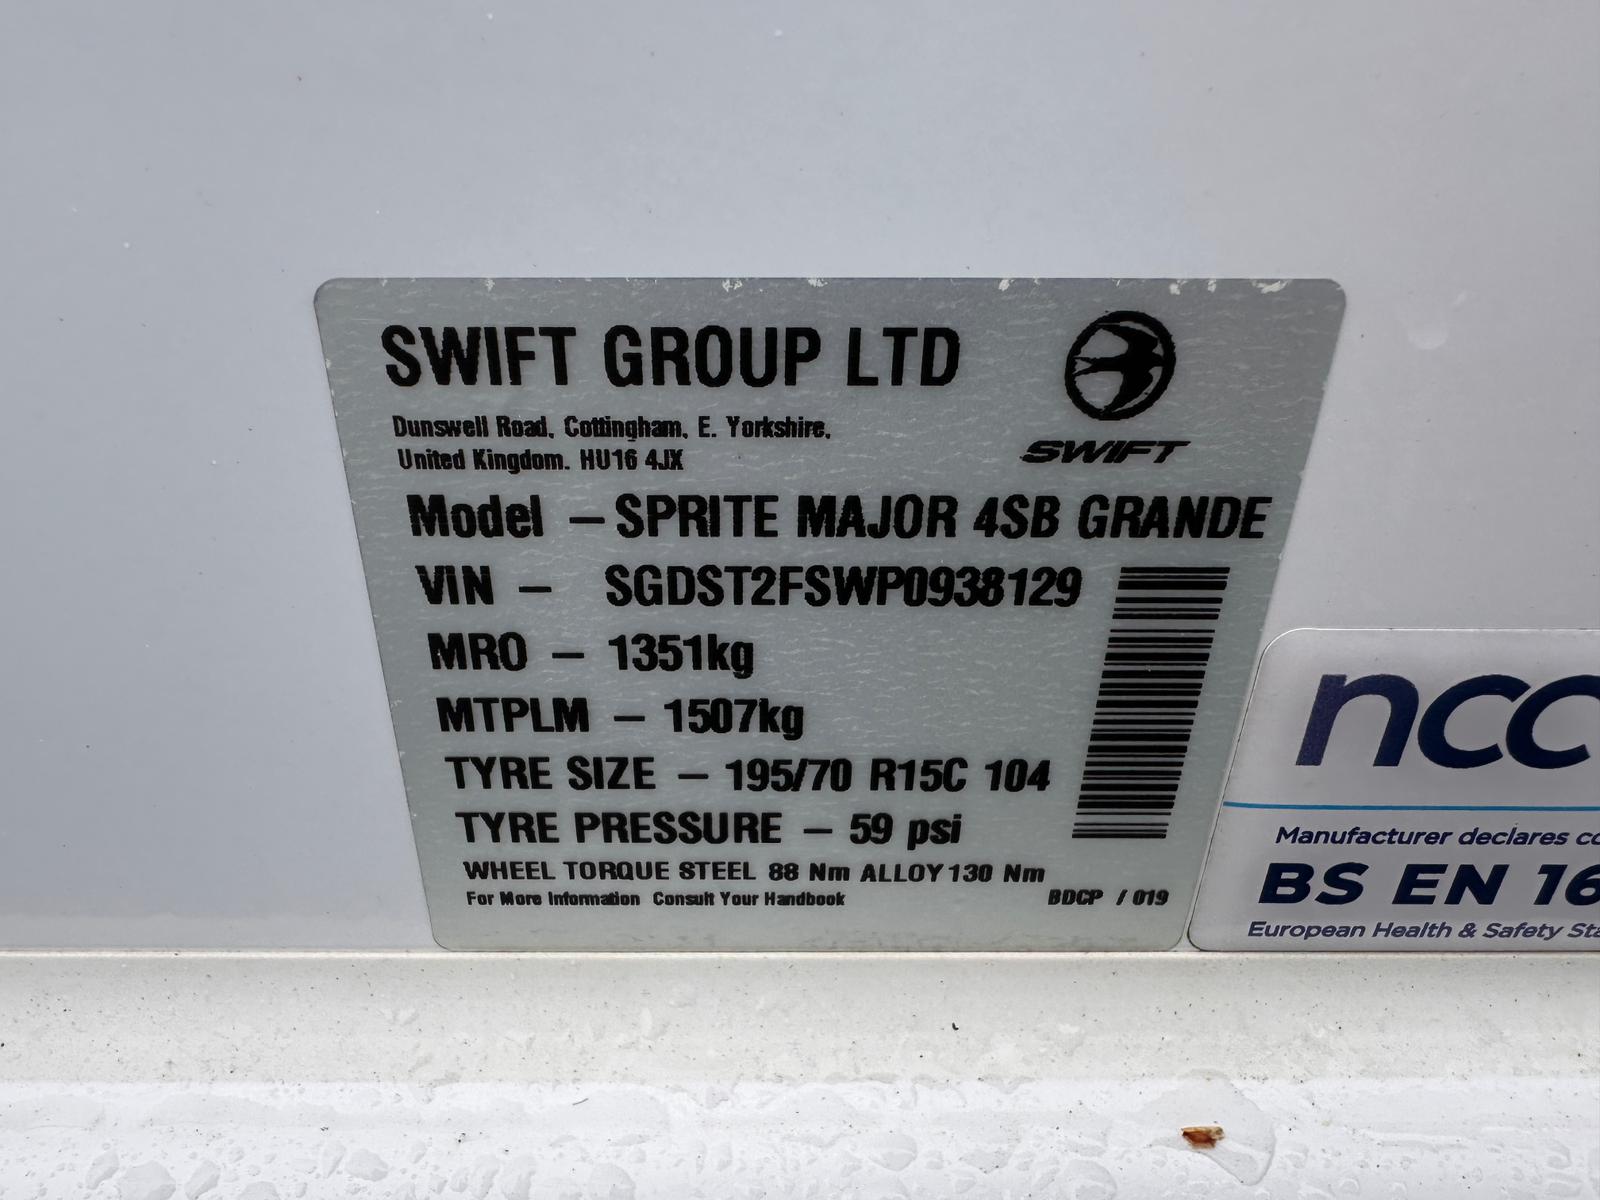 SWIFT GROUP LTD
Dunswell Road, Cottingham, E. Yorkshire,
United Kingdom. HU16 4JX
SWIFT
Model – SPRITE MAJOR 4SB GRANDE
VIN – SGDST2FSWP0938129
MRO – 1351kg
MTPLM – 1507kg
TYRE SIZE – 195/70 R15C 104
TYRE PRESSURE – 59 psi
WHEEL TORQUE STEEL 88 Nm ALLOY 130 Nm
For More Information Consult Your Handbook
BDCP / 019
ncc
Manufacturer declares
BS EN 16
European Health & Safety